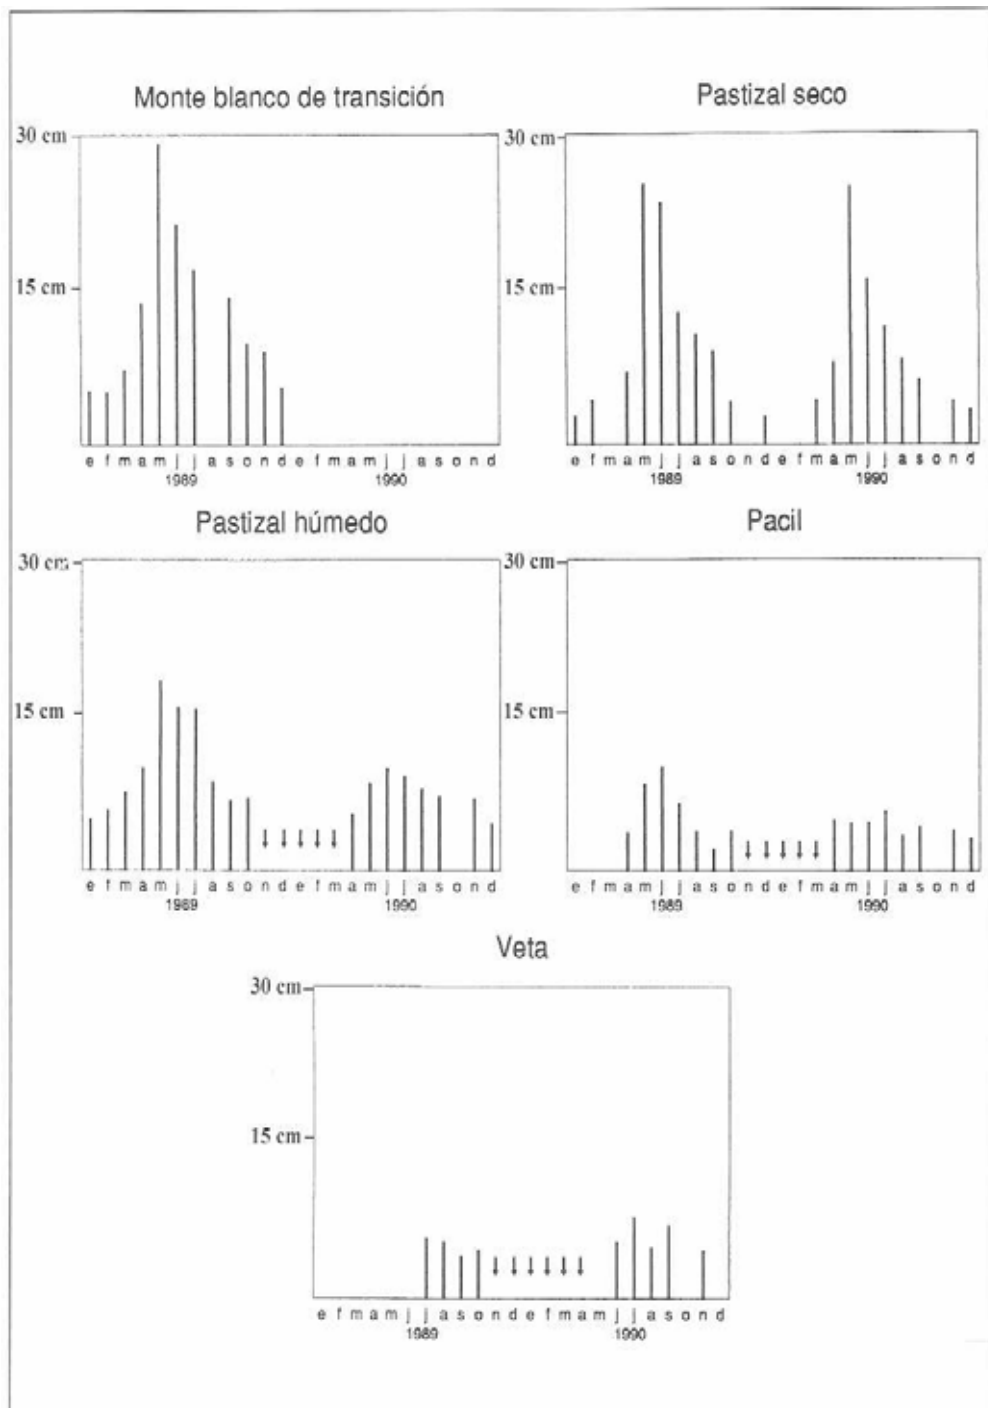 Monte blanco de transición
30 cm
15 cm
e f m a m j j a s o n d e f m a m j j a s o n d
1989 1990
Pastizal seco
30 cm
15 cm
e f m a m j j a s o n d e f m a m j j a s o n d
1989 1990
Pastizal húmedo
30 cm
15 cm
e f m a m j j a s o n d e f m a m j j a s o n d
1989 1990
Pacil
30 cm
15 cm
e f m a m j j a s o n d e f m a m j j a s o n d
1989 1990
Veta
30 cm
15 cm
e f m a m j j a s o n d e f m a m j j a s o n d
1989 1990